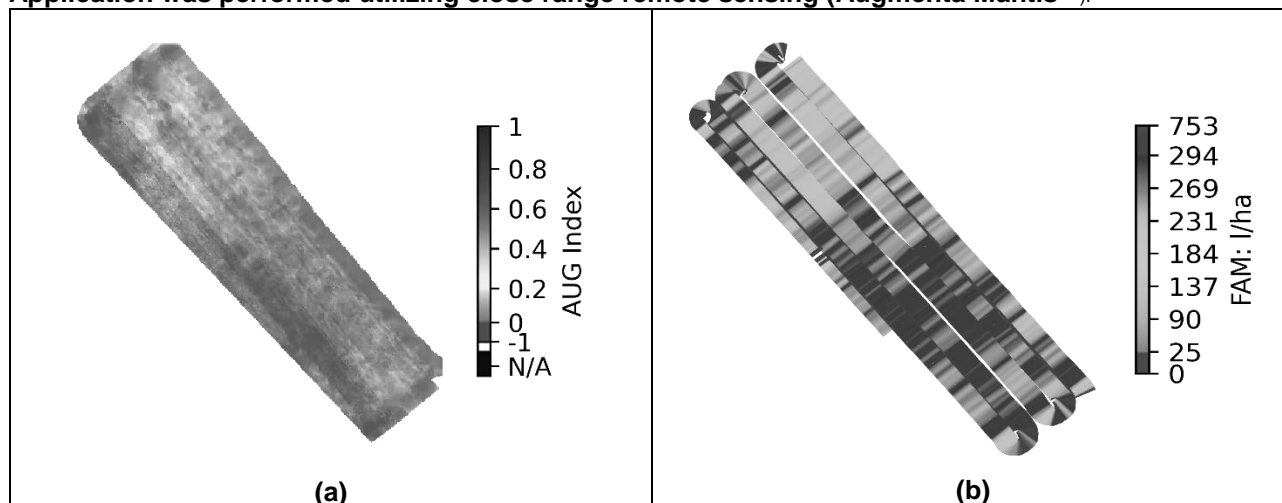 Application was performed utilizing close range remote sensing (Augmenta Mantis
1
0.8
0.6
0.4
0.2
0
-1
N/A
AUG Index
(a)
753
294
269
231
184
137
90
25
0
FAM: l/ha
(b)